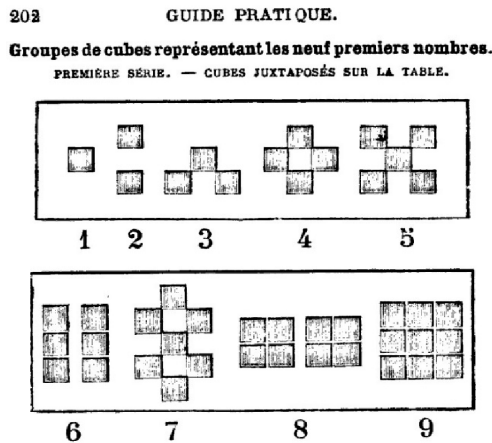 202 GUIDE PRATIQUE.
Groupes de cubes représentant les neuf premiers nombres.
PREMIÈRE SÉRIE. — CUBES JUXTAPOSÉS SUR LA TABLE.
1 2 3 4 5
6 7 8 9